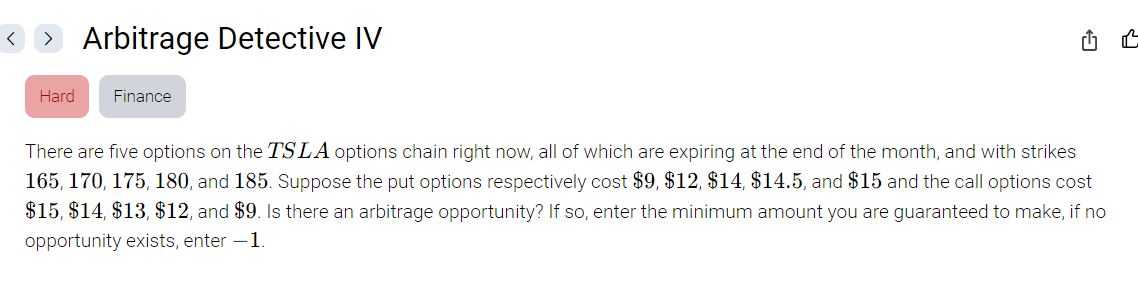 Arbitrage Detective IV
Hard Finance
There are five options on the TSLA options chain right now, all of which are expiring at the end of the month, and with strikes
165, 170, 175, 180, and 185. Suppose the put options respectively cost $9, $12, $14, $14.5, and $15 and the call options cost
$15, $14, $13, $12, and $9. Is there an arbitrage opportunity? If so, enter the minimum amount you are guaranteed to make, if no
opportunity exists, enter −1.